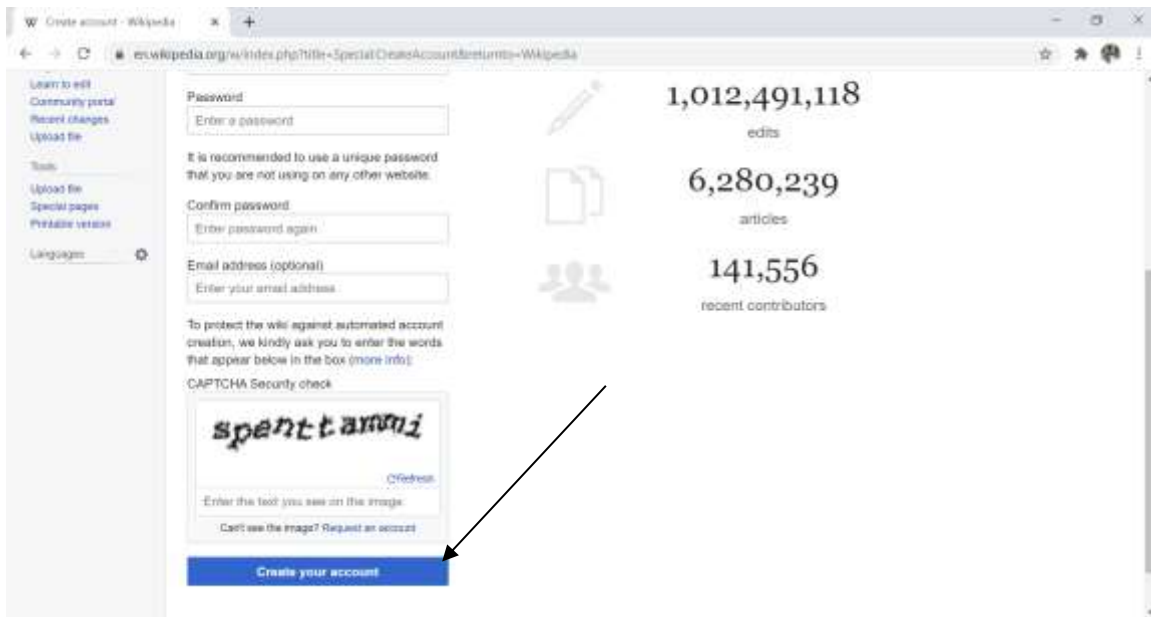 Create account - Wikipedia
en.wikipedia.org/w/index.php?title=Special:CreateAccount&returnto=Wikipedia
Learn to edit
Community portal
Recent changes
Upload file
Tools
Upload file
Special pages
Printable version
Languages
Password
Enter a password
It is recommended to use a unique password
that you are not using on any other website.
Confirm password
Enter password again
Email address (optional)
Enter your email address
To protect the wiki against automated account
creation, we kindly ask you to enter the words
that appear below in the box (more info):
CAPTCHA Security check
spenttammi
Refresh
Enter the text you see on the image
Can't see the image? Request an account
Create your account
1,012,491,118
edits
6,280,239
articles
141,556
recent contributors